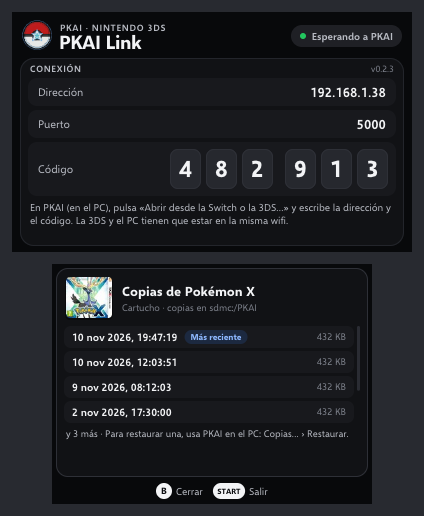 PKAI · NINTENDO 3DS
PKAI Link
Esperando a PKAI
CONEXIÓN
v0.2.3
Dirección
192.168.1.38
Puerto
5000
Código
4 8 2 9 1 3
En PKAI (en el PC), pulsa «Abrir desde la Switch o la 3DS...» y escribe la dirección y
el código. La 3DS y el PC tienen que estar en la misma wifi.
Copias de Pokémon X
Cartucho · copias en sdmc:/PKAI
10 nov 2026, 19:47:19 Más reciente 432 KB
10 nov 2026, 12:03:51 432 KB
9 nov 2026, 08:12:03 432 KB
2 nov 2026, 17:30:00 432 KB
y 3 más · Para restaurar una, usa PKAI en el PC: Copias... › Restaurar.
B Cerrar START Salir